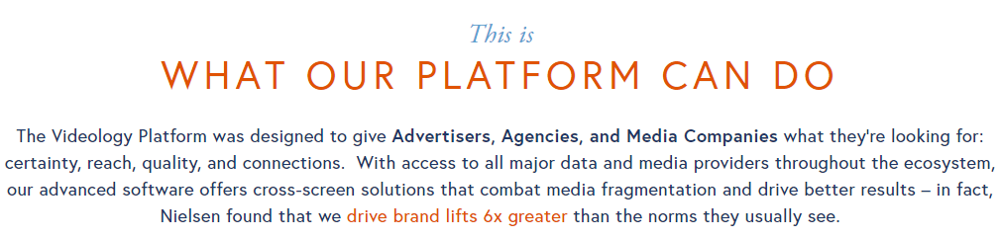 This is
WHAT OUR PLATFORM CAN DO
The Videology Platform was designed to give Advertisers, Agencies, and Media Companies what they're looking for:
certainty, reach, quality, and connections.  With access to all major data and media providers throughout the ecosystem,
our advanced software offers cross-screen solutions that combat media fragmentation and drive better results – in fact,
Nielsen found that we drive brand lifts 6x greater than the norms they usually see.